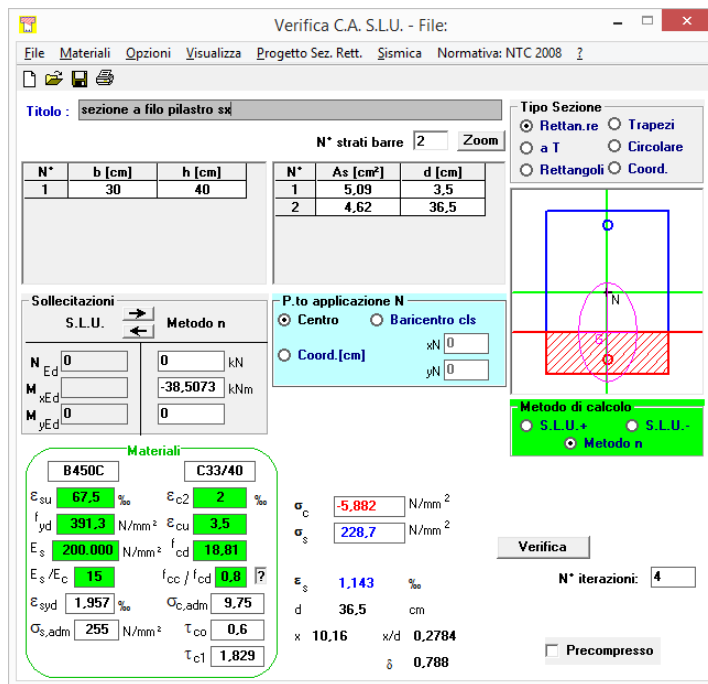 Verifica C.A. S.L.U. - File:
File Materiali Opzioni Visualizza Progetto Sez. Rett. Sismica Normativa: NTC 2008 ?
Titolo : sezione a filo pilastro sx
N° strati barre 2 Zoom
Tipo Sezione
Rettan.re Trapezi
a T Circolare
Rettangoli Coord.
N° b [cm] h [cm]
1 30 40
N° As [cm²] d [cm]
1 5,09 3,5
2 4,62 36,5
N
G
Sollecitazioni
S.L.U. Metodo n
N Ed 0 0 kN
M xEd -38,5073 kNm
M yEd 0 0
P.to applicazione N
Centro Baricentro cls
Coord.[cm] xN 0
yN 0
Metodo di calcolo
S.L.U.+ S.L.U.-
Metodo n
Materiali
B450C C33/40
εsu 67,5 ‰ εc2 2 ‰
fyd 391,3 N/mm² εcu 3,5
Es 200.000 N/mm² fcd 18,81
Es/Ec 15 fcc / fcd 0,8 ?
εsyd 1,957 ‰ σc,adm 9,75
σs,adm 255 N/mm² τco 0,6
τc1 1,829
σc -5,882 N/mm²
σs 228,7 N/mm²
εs 1,143 ‰
d 36,5 cm
x 10,16 x/d 0,2784
δ 0,788
Verifica
N° iterazioni: 4
Precompresso